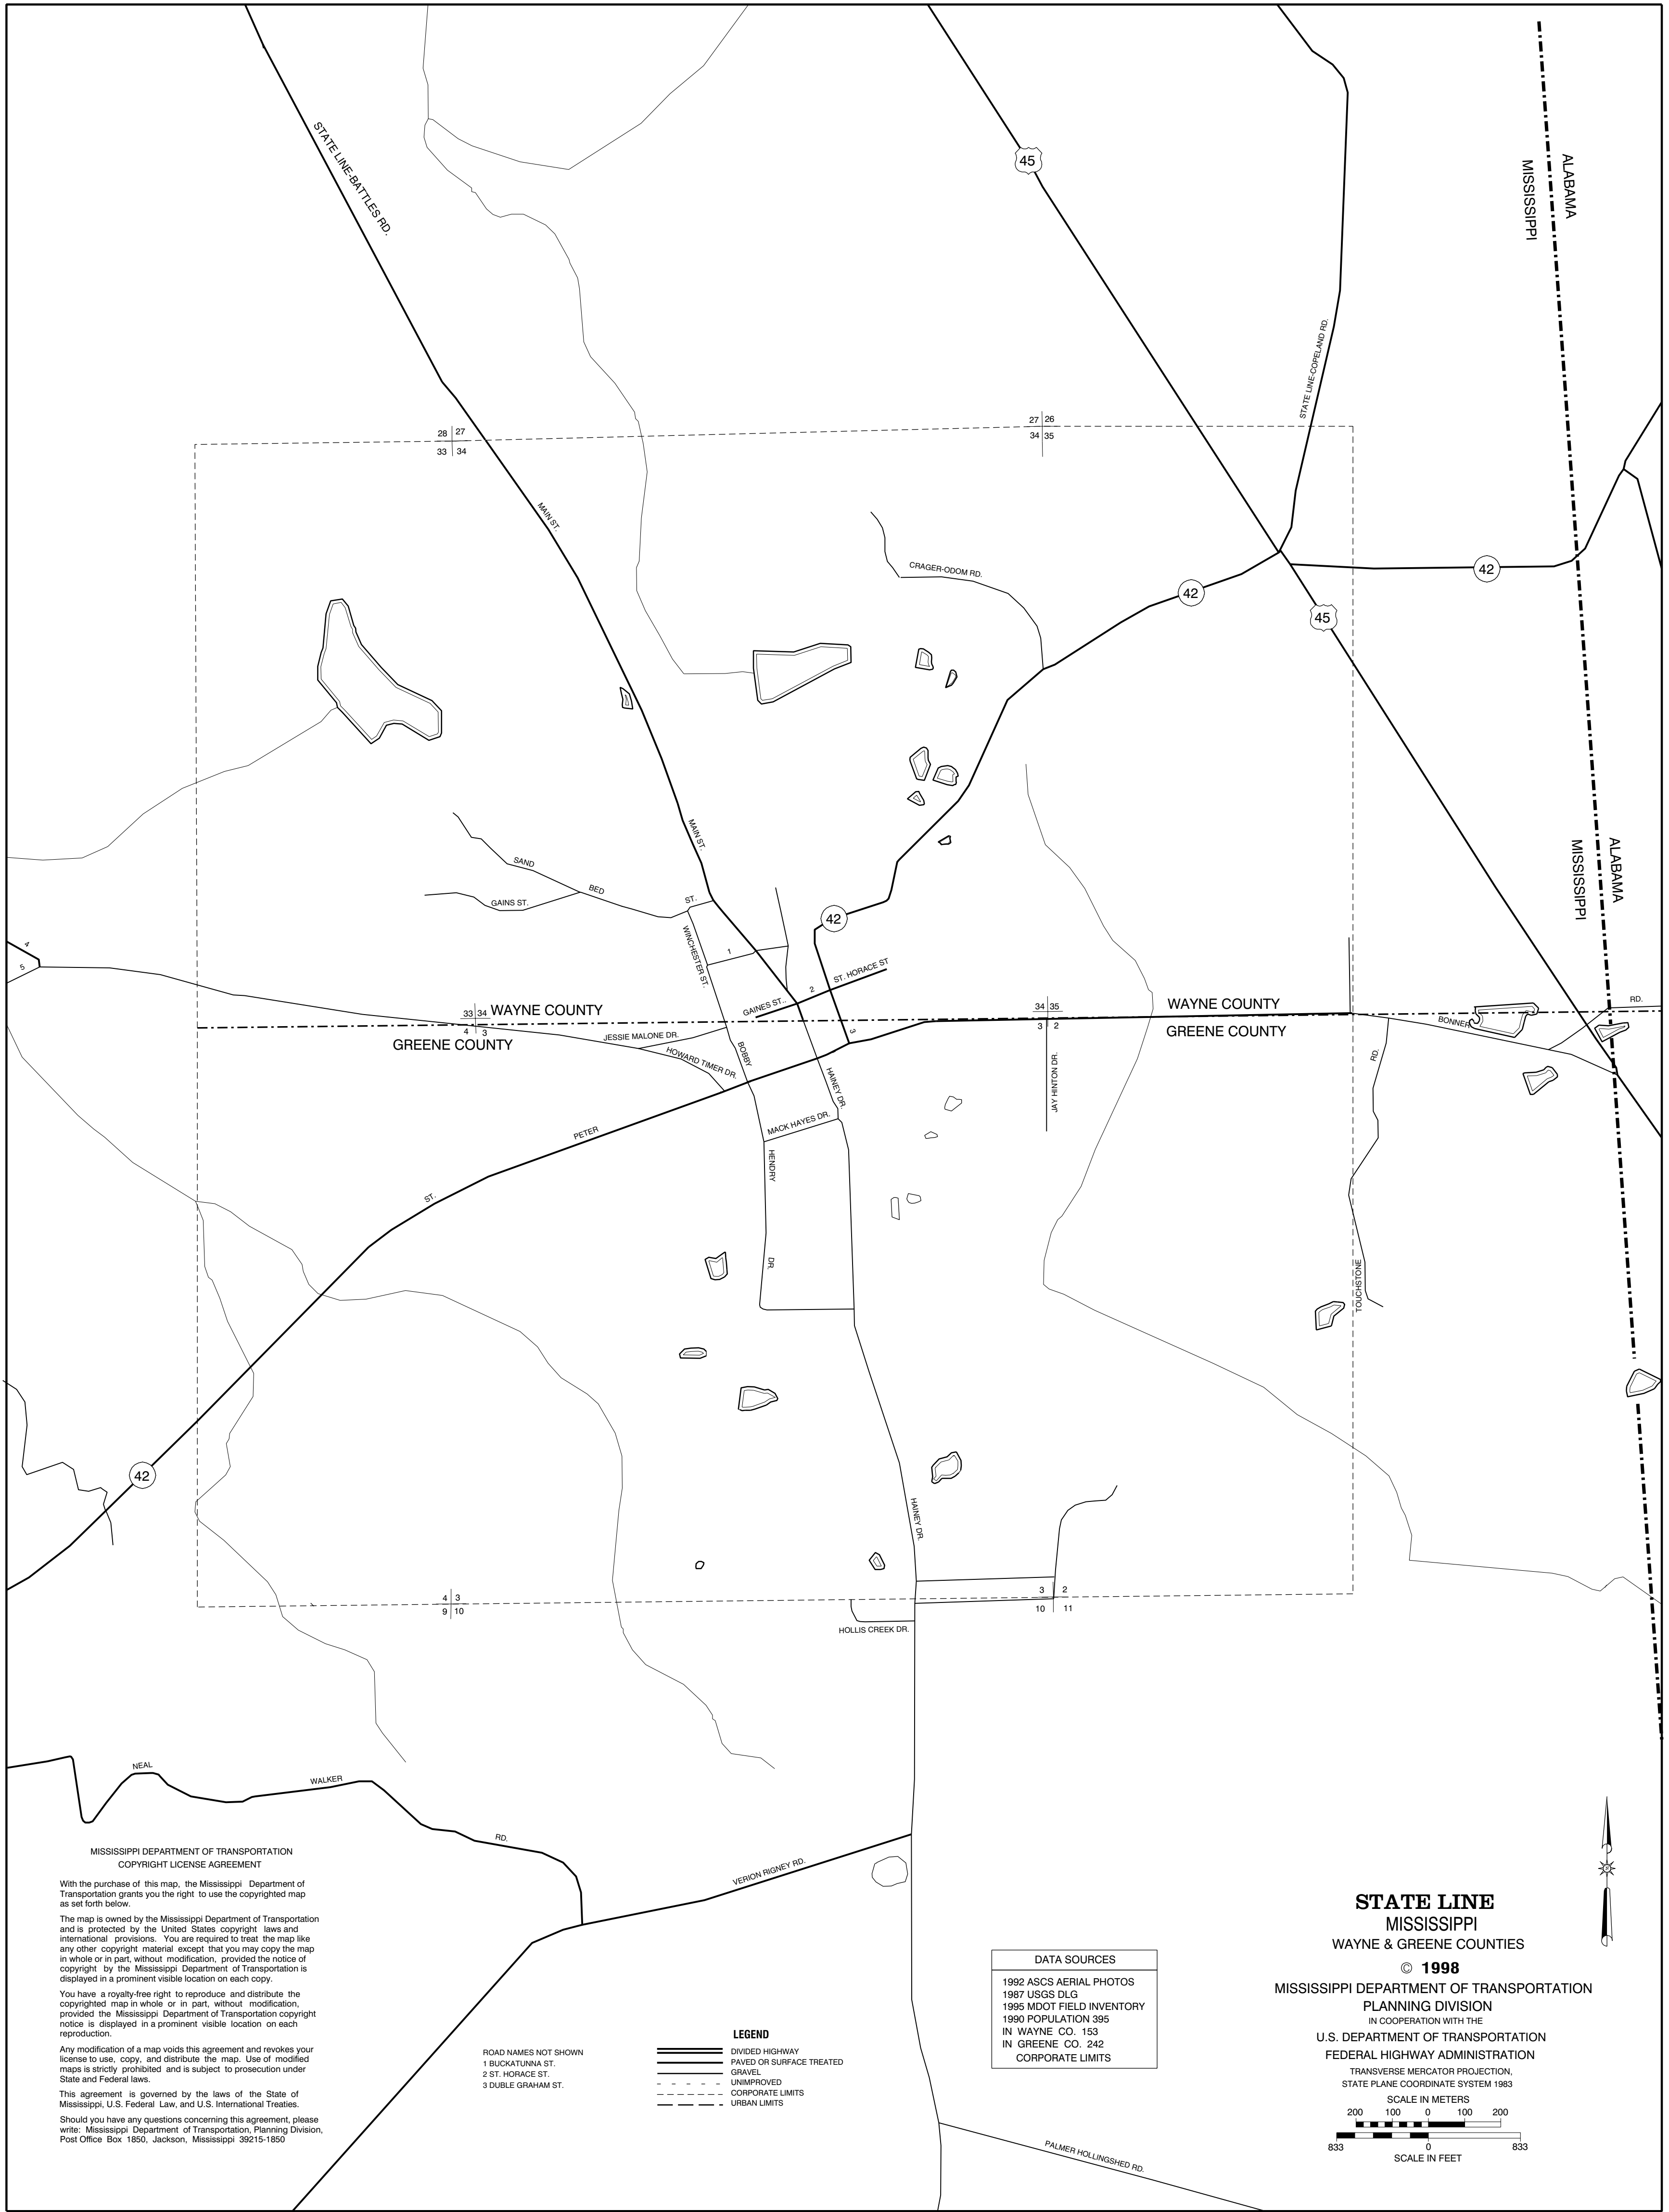 STATE LINE-BATTLES RD.
45
ALABAMA
MISSISSIPPI
STATE LINE-COPELAND RD.
28 27
33 34
27 26
34 35
MAIN ST.
CRAGER-ODOM RD.
42
42
45
MAIN ST.
ALABAMA
MISSISSIPPI
SAND BED ST.
GAINS ST.
42
WINCHESTER ST.
1
4
5
ST. HORACE ST
2
GAINES ST..
3
33 34
4 3
WAYNE COUNTY
GREENE COUNTY
34 35
3 2
WAYNE COUNTY
GREENE COUNTY
BONNER RD.
JESSIE MALONE DR.
HOWARD TIMER DR.
BOBBY HENDRY DR.
HAINEY DR.
JAY HINTON DR.
TOUCHSTONE RD.
MACK HAYES DR.
PETER ST.
42
HAINEY DR.
4 3
9 10
3 2
10 11
HOLLIS CREEK DR.
NEAL WALKER RD.
VERION RIGNEY RD.
PALMER HOLLINGSHED RD.
MISSISSIPPI DEPARTMENT OF TRANSPORTATION
COPYRIGHT LICENSE AGREEMENT
With the purchase of this map, the Mississippi Department of
Transportation grants you the right to use the copyrighted map
as set forth below.
The map is owned by the Mississippi Department of Transportation
and is protected by the United States copyright laws and
international provisions. You are required to treat the map like
any other copyright material except that you may copy the map
in whole or in part, without modification, provided the notice of
copyright by the Mississippi Department of Transportation is
displayed in a prominent visible location on each copy.
You have a royalty-free right to reproduce and distribute the
copyrighted map in whole or in part, without modification,
provided the Mississippi Department of Transportation copyright
notice is displayed in a prominent visible location on each
reproduction.
Any modification of a map voids this agreement and revokes your
license to use, copy, and distribute the map. Use of modified
maps is strictly prohibited and is subject to prosecution under
State and Federal laws.
This agreement is governed by the laws of the State of
Mississippi, U.S. Federal Law, and U.S. International Treaties.
Should you have any questions concerning this agreement, please
write: Mississippi Department of Transportation, Planning Division,
Post Office Box 1850, Jackson, Mississippi 39215-1850
ROAD NAMES NOT SHOWN
1 BUCKATUNNA ST.
2 ST. HORACE ST.
3 DUBLE GRAHAM ST.
LEGEND
DIVIDED HIGHWAY
PAVED OR SURFACE TREATED
GRAVEL
UNIMPROVED
CORPORATE LIMITS
URBAN LIMITS
DATA SOURCES
1992 ASCS AERIAL PHOTOS
1987 USGS DLG
1995 MDOT FIELD INVENTORY
1990 POPULATION 395
IN WAYNE CO. 153
IN GREENE CO. 242
CORPORATE LIMITS
STATE LINE
MISSISSIPPI
WAYNE & GREENE COUNTIES
© 1998
MISSISSIPPI DEPARTMENT OF TRANSPORTATION
PLANNING DIVISION
IN COOPERATION WITH THE
U.S. DEPARTMENT OF TRANSPORTATION
FEDERAL HIGHWAY ADMINISTRATION
TRANSVERSE MERCATOR PROJECTION,
STATE PLANE COORDINATE SYSTEM 1983
SCALE IN METERS
200 100 0 100 200
833 0 833
SCALE IN FEET